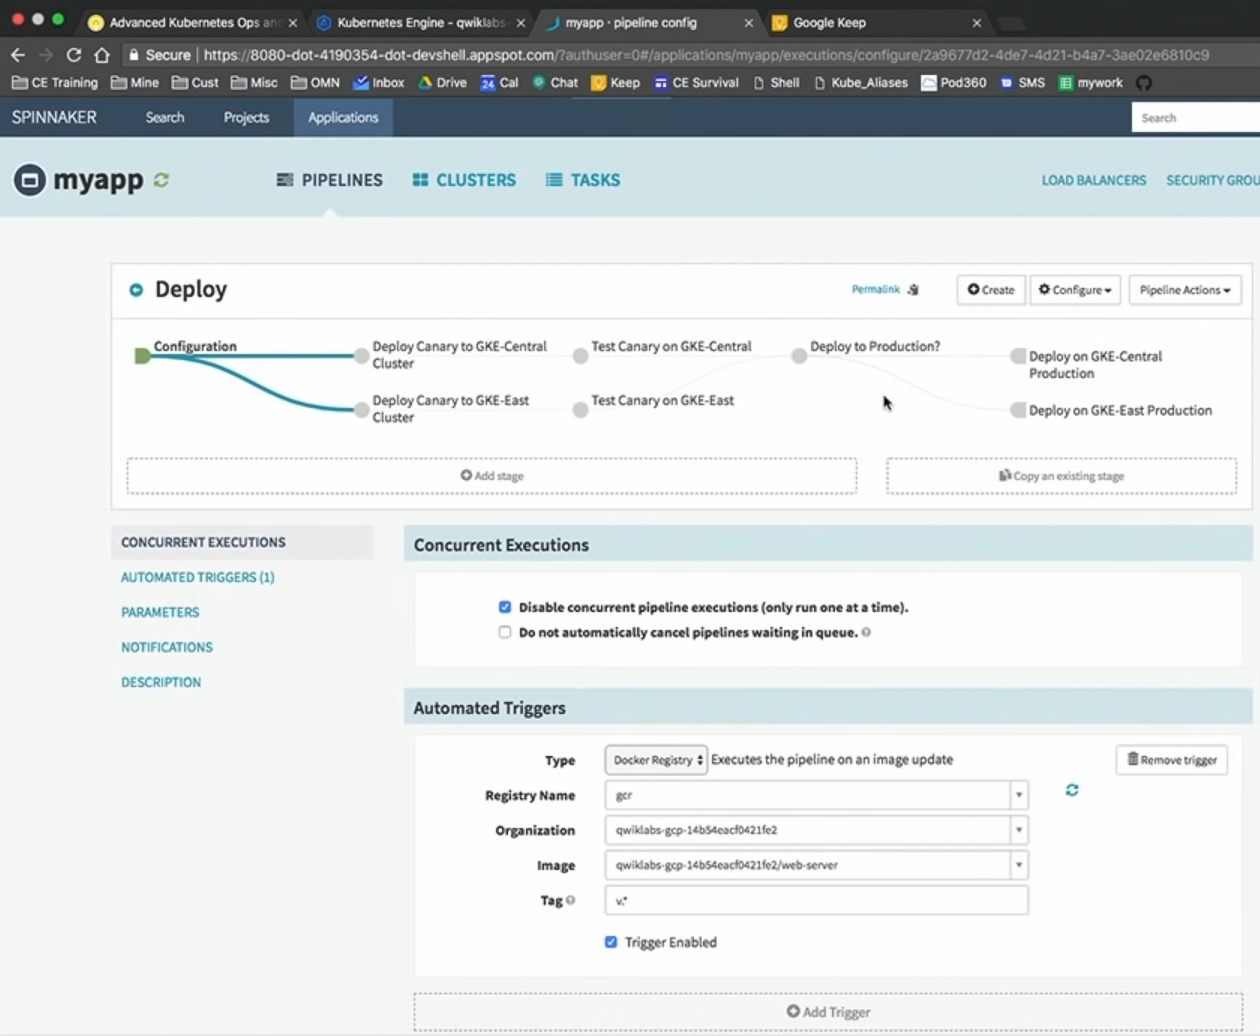 Advanced Kubernetes Ops an
Kubernetes Engine - qwiklabs
myapp · pipeline config
Google Keep
Secure
https://8080-dot-4190354-dot-devshell.appspot.com/?authuser=0#/applications/myapp/executions/configure/2a9677d2-4de7-4d21-b4a7-3ae02e6810c9
CE Training Mine Cust Misc OMN Inbox Drive 24 Cal Chat Keep CE Survival Shell Kube_Aliases Pod360 SMS mywork
SPINNAKER Search Projects Applications Search
myapp PIPELINES CLUSTERS TASKS LOAD BALANCERS SECURITY GROU
Deploy Permalink Create Configure Pipeline Actions
Configuration
Deploy Canary to GKE-Central
Cluster
Test Canary on GKE-Central
Deploy to Production?
Deploy on GKE-Central
Production
Deploy Canary to GKE-East
Cluster
Test Canary on GKE-East
Deploy on GKE-East Production
Add stage Copy an existing stage
CONCURRENT EXECUTIONS
AUTOMATED TRIGGERS (1)
PARAMETERS
NOTIFICATIONS
DESCRIPTION
Concurrent Executions
Disable concurrent pipeline executions (only run one at a time).
Do not automatically cancel pipelines waiting in queue.
Automated Triggers
Type Docker Registry Executes the pipeline on an image update Remove trigger
Registry Name gcr
Organization qwiklabs-gcp-14b54eacf0421fe2
Image qwiklabs-gcp-14b54eacf0421fe2/web-server
Tag v.*
Trigger Enabled
Add Trigger